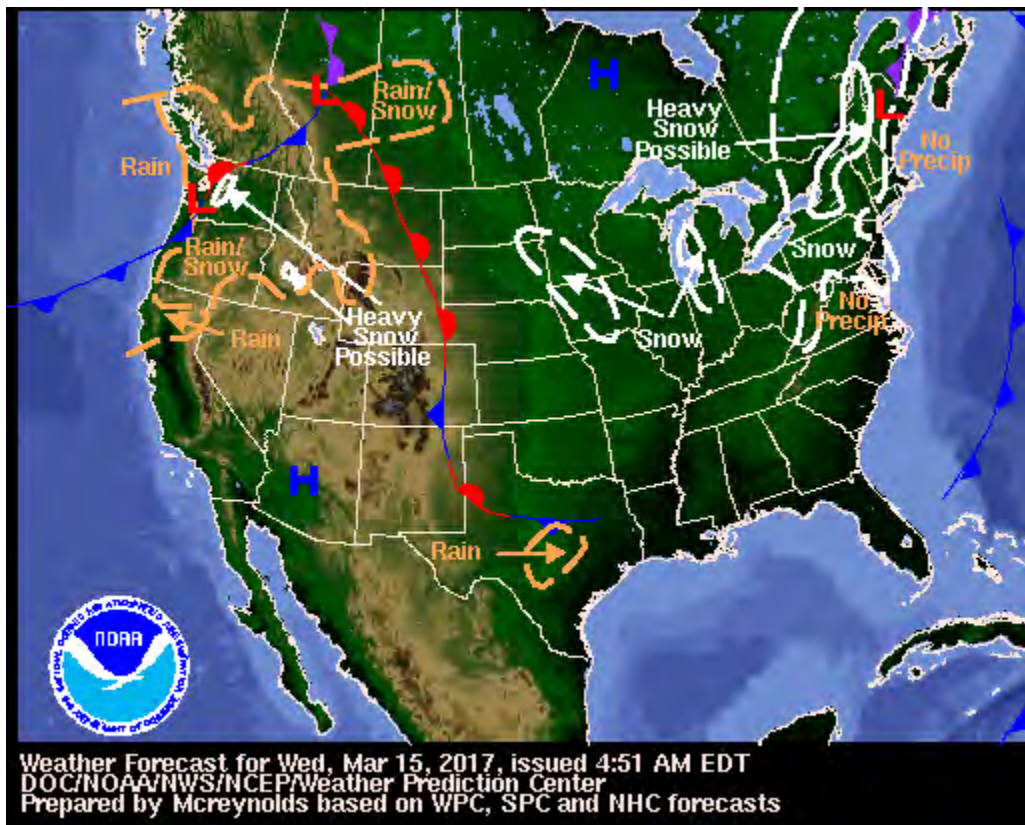 H
L
Rain/
Snow
Heavy
Snow
Possible
L
No
Precip
Rain
L
Rain/
Snow
Snow
No
Precip
Rain
Heavy
Snow
Possible
Snow
H
Rain
NOAA
Weather Forecast for Wed, Mar 15, 2017, issued 4:51 AM EDT
DOC/NOAA/NWS/NCEP/Weather Prediction Center
Prepared by Mcreynolds based on WPC, SPC and NHC forecasts